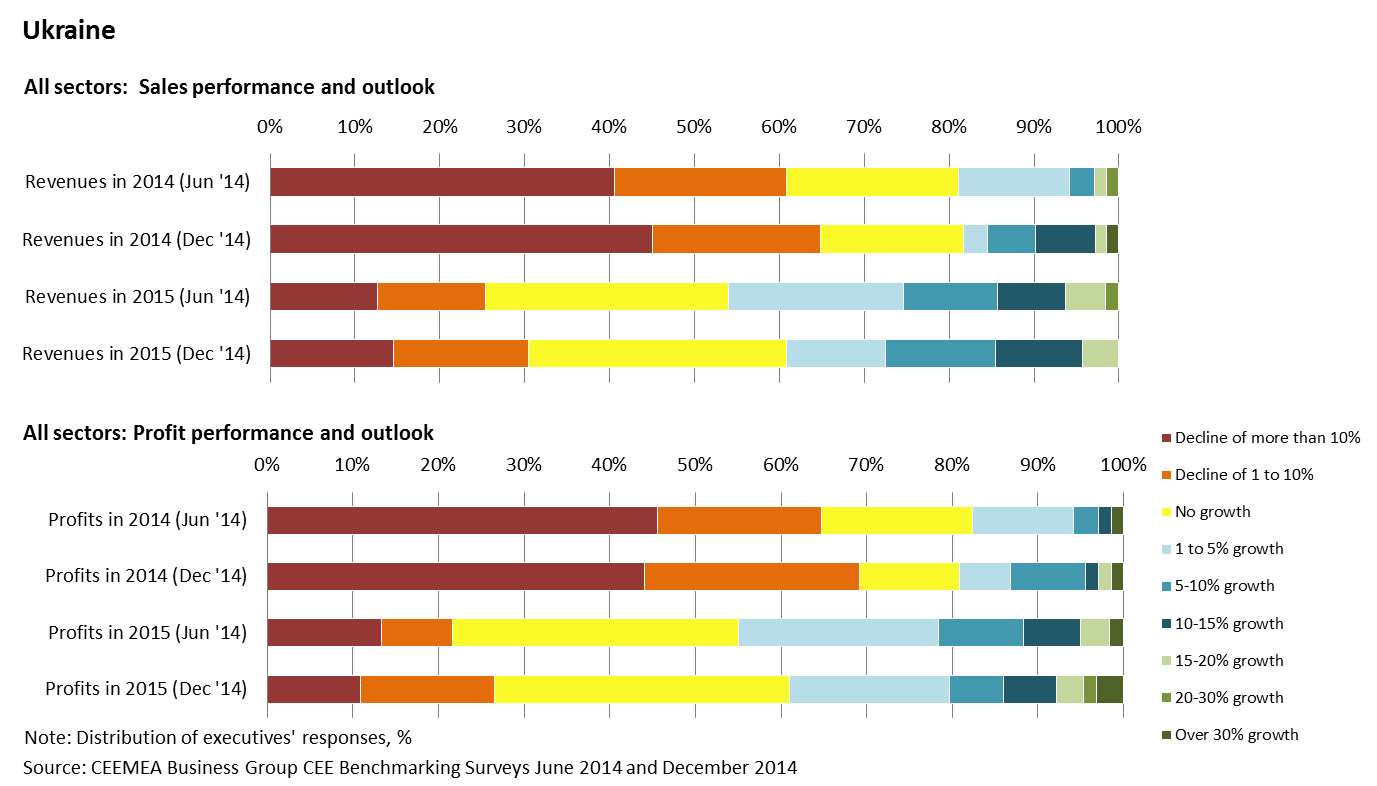 Ukraine
All sectors:  Sales performance and outlook
0% 10% 20% 30% 40% 50% 60% 70% 80% 90% 100%
Revenues in 2014 (Jun '14)
Revenues in 2014 (Dec '14)
Revenues in 2015 (Jun '14)
Revenues in 2015 (Dec '14)
All sectors: Profit performance and outlook
0% 10% 20% 30% 40% 50% 60% 70% 80% 90% 100%
Profits in 2014 (Jun '14)
Profits in 2014 (Dec '14)
Profits in 2015 (Jun '14)
Profits in 2015 (Dec '14)
Decline of more than 10%
Decline of 1 to 10%
No growth
1 to 5% growth
5-10% growth
10-15% growth
15-20% growth
20-30% growth
Over 30% growth
Note: Distribution of executives' responses, %
Source: CEEMEA Business Group CEE Benchmarking Surveys June 2014 and December 2014